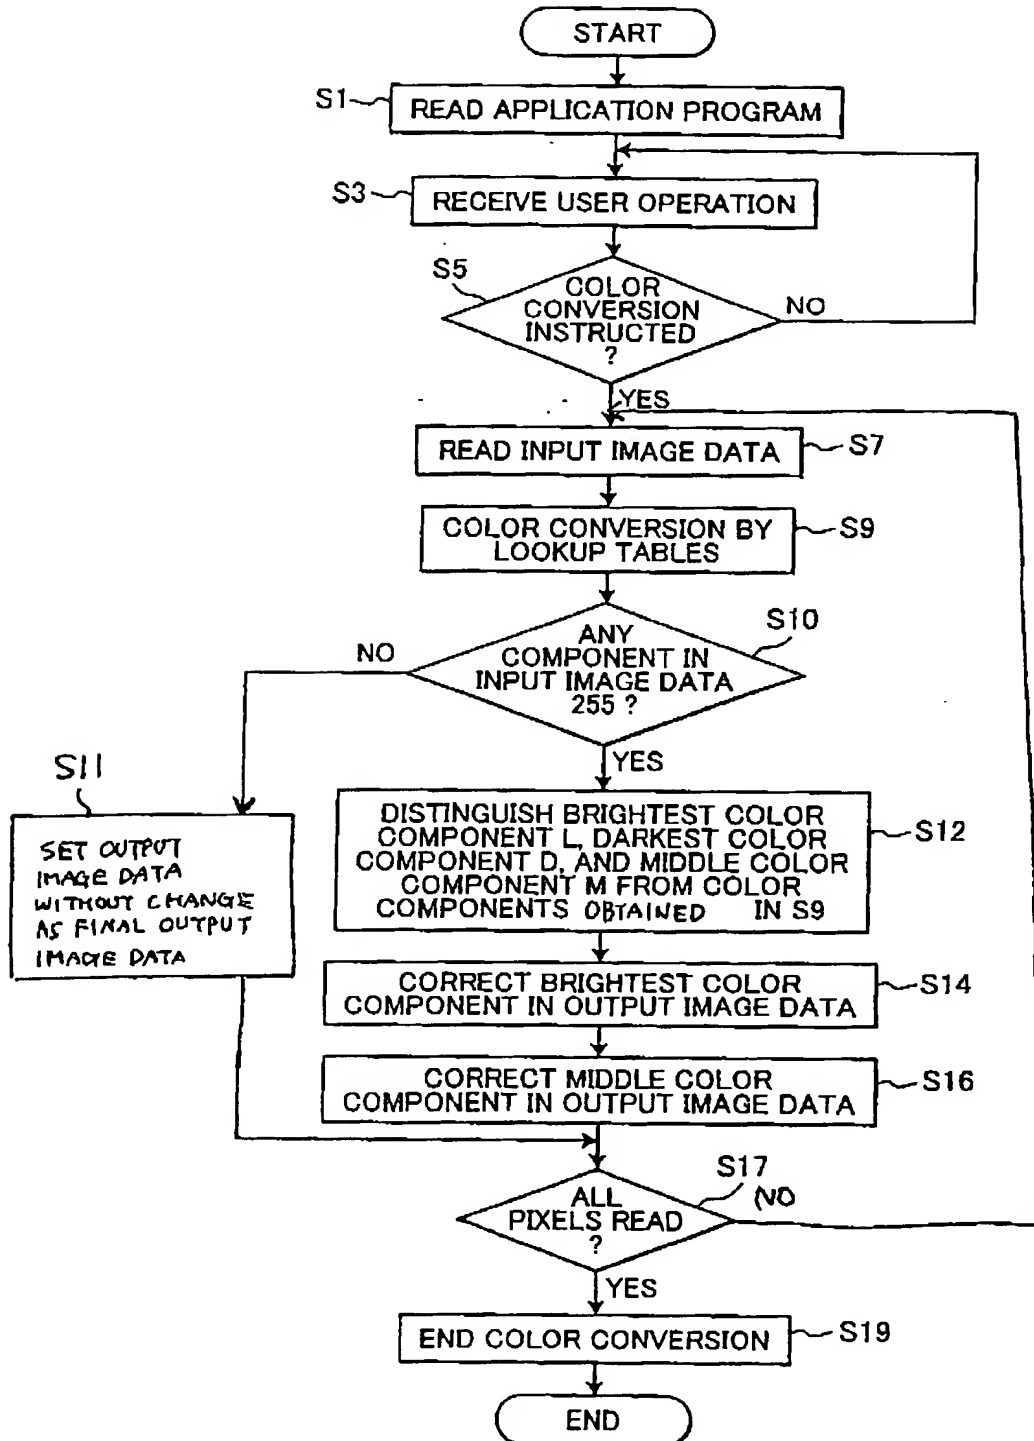 START
S1
READ APPLICATION PROGRAM
S3
RECEIVE USER OPERATION
S5
COLOR
CONVERSION
INSTRUCTED
?
NO
YES
READ INPUT IMAGE DATA
S7
COLOR CONVERSION BY
LOOKUP TABLES
S9
S10
ANY
COMPONENT IN
INPUT IMAGE DATA
255 ?
NO
YES
S11
SET OUTPUT
IMAGE DATA
WITHOUT CHANGE
AS FINAL OUTPUT
IMAGE DATA
DISTINGUISH BRIGHTEST COLOR
COMPONENT L, DARKEST COLOR
COMPONENT D, AND MIDDLE COLOR
COMPONENT M FROM COLOR
COMPONENTS OBTAINED IN S9
S12
CORRECT BRIGHTEST COLOR
COMPONENT IN OUTPUT IMAGE DATA
S14
CORRECT MIDDLE COLOR
COMPONENT IN OUTPUT IMAGE DATA
S16
S17
ALL
PIXELS READ
?
NO
YES
END COLOR CONVERSION
S19
END